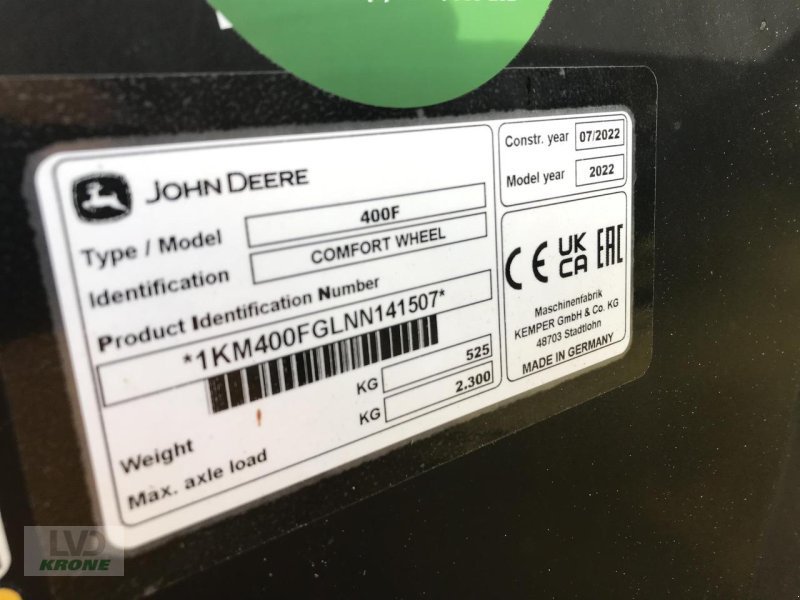 JOHN DEERE
Type / Model 400F
Identification COMFORT WHEEL
Product Identification Number
*1KM400FGLNN141507*
Weight KG 525
Max. axle load KG 2.300
Constr. year 07/2022
Model year 2022
CE UK CA EAC
Maschinenfabrik
KEMPER GmbH & Co. KG
48703 Stadtlohn
MADE IN GERMANY
LVD
KRONE